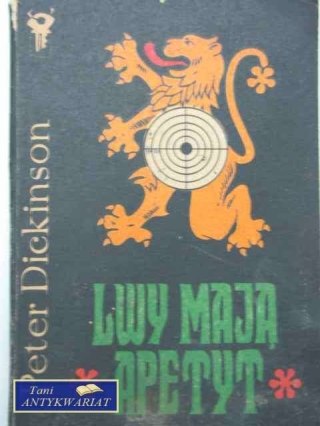 Peter Dickinson
LWY MAJĄ
APETYT
Tani
ANTYKWARIAT